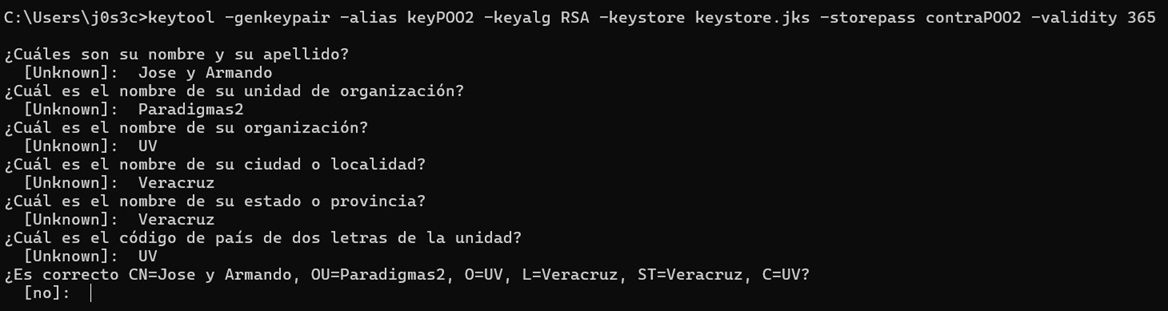 C:\Users\j0s3c>keytool -genkeypair -alias keyPOO2 -keyalg RSA -keystore keystore.jks -storepass contraPOO2 -validity 365
¿Cuáles son su nombre y su apellido?
[Unknown]: Jose y Armando
¿Cuál es el nombre de su unidad de organización?
[Unknown]: Paradigmas2
¿Cuál es el nombre de su organización?
[Unknown]: UV
¿Cuál es el nombre de su ciudad o localidad?
[Unknown]: Veracruz
¿Cuál es el nombre de su estado o provincia?
[Unknown]: Veracruz
¿Cuál es el código de país de dos letras de la unidad?
[Unknown]: UV
¿Es correcto CN=Jose y Armando, OU=Paradigmas2, O=UV, L=Veracruz, ST=Veracruz, C=UV?
[no]: